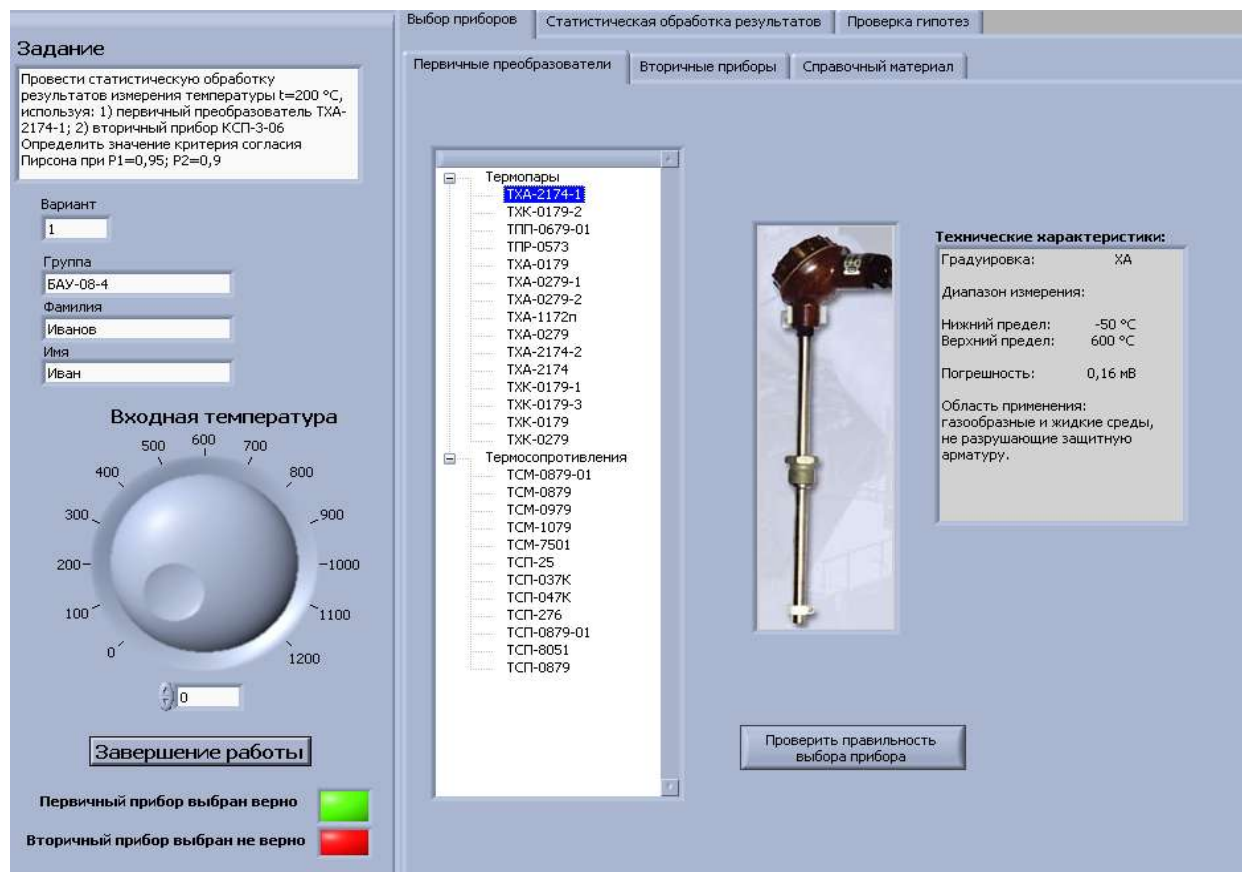 Задание
Провести статистическую обработку
результатов измерения температуры t=200 °C,
используя: 1) первичный преобразователь ТХА-
2174-1; 2) вторичный прибор КСП-3-06
Определить значение критерия согласия
Пирсона при P1=0,95; P2=0,9
Вариант
1
Группа
БАУ-08-4
Фамилия
Иванов
Имя
Иван
Входная температура
0
100
200
300
400
500
600
700
800
900
1000
1100
1200
0
Завершение работы
Первичный прибор выбран верно
Вторичный прибор выбран не верно
Выбор приборов
Статистическая обработка результатов
Проверка гипотез
Первичные преобразователи
Вторичные приборы
Справочный материал
Термопары
ТХА-2174-1
ТХК-0179-2
ТПП-0679-01
ТПР-0573
ТХА-0179
ТХА-0279-1
ТХА-0279-2
ТХА-1172п
ТХА-0279
ТХА-2174-2
ТХА-2174
ТХК-0179-1
ТХК-0179-3
ТХК-0179
ТХК-0279
Термосопротивления
ТСМ-0879-01
ТСМ-0879
ТСМ-0979
ТСМ-1079
ТСМ-7501
ТСП-25
ТСП-037К
ТСП-047К
ТСП-276
ТСП-0879-01
ТСП-8051
ТСП-0879
Технические характеристики:
Градуировка: ХА
Диапазон измерения:
Нижний предел: -50 °C
Верхний предел: 600 °C
Погрешность: 0,16 мВ
Область применения:
газообразные и жидкие среды,
не разрушающие защитную
арматуру.
Проверить правильность
выбора прибора